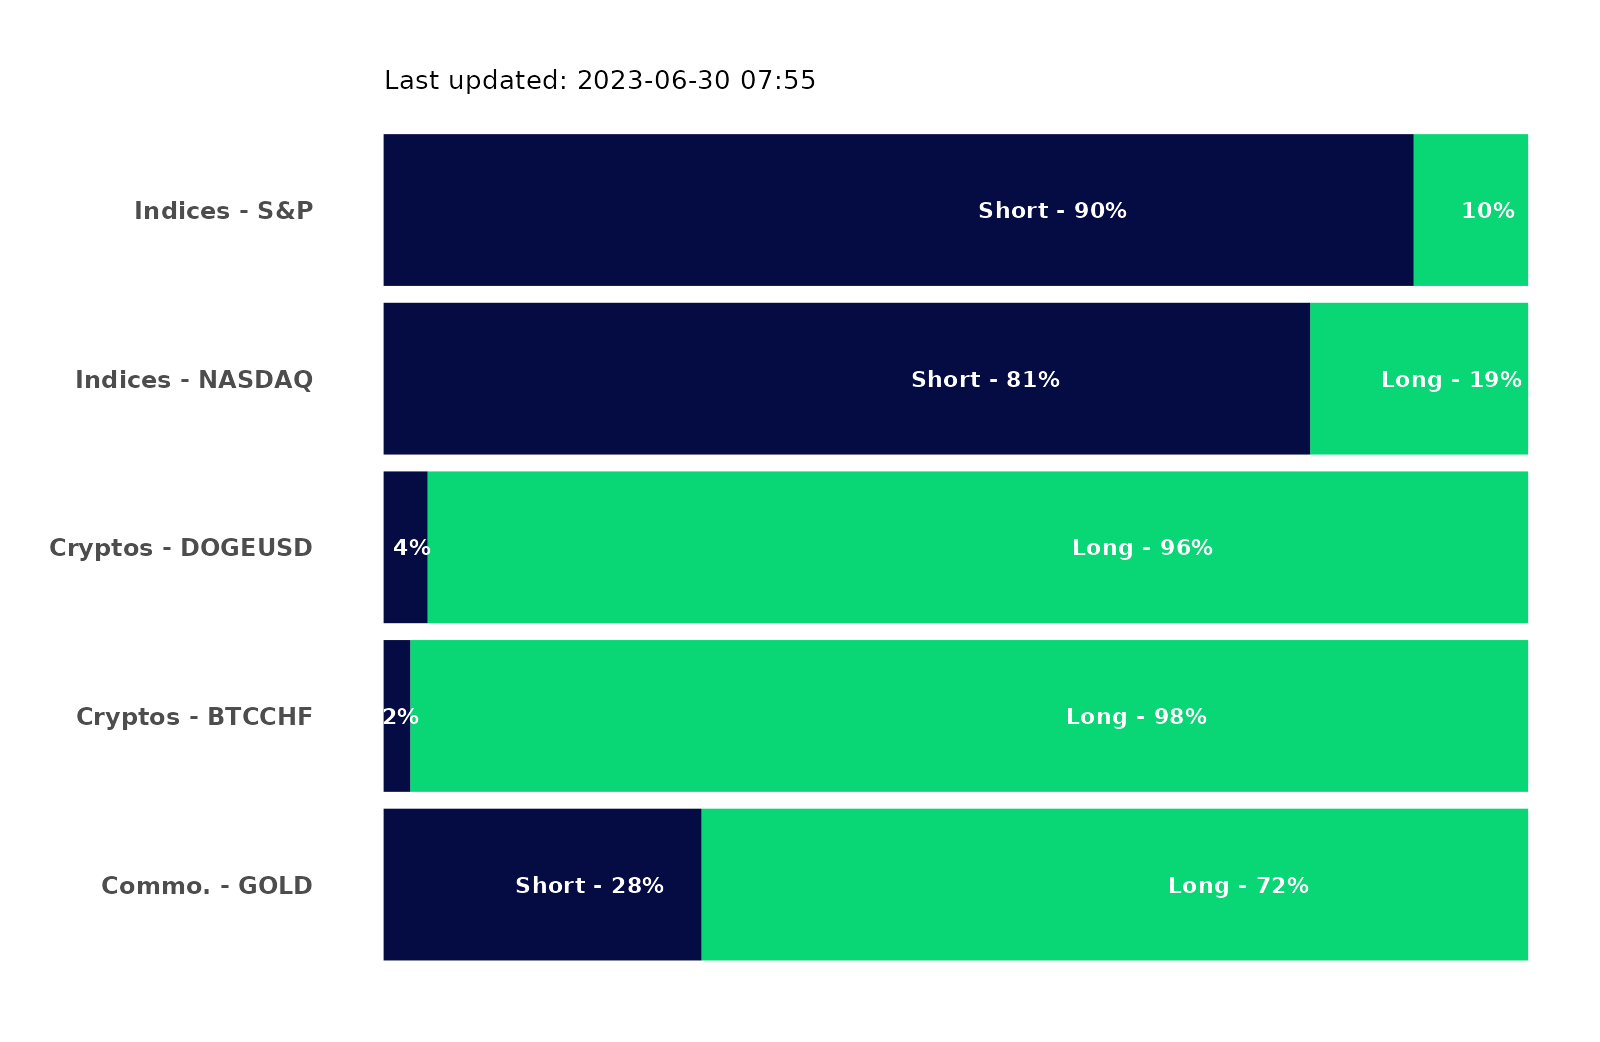 Last updated: 2023-06-30 07:55
Indices - S&P Short - 90% 10%
Indices - NASDAQ Short - 81% Long - 19%
Cryptos - DOGEUSD 4% Long - 96%
Cryptos - BTCCHF 2% Long - 98%
Commo. - GOLD Short - 28% Long - 72%